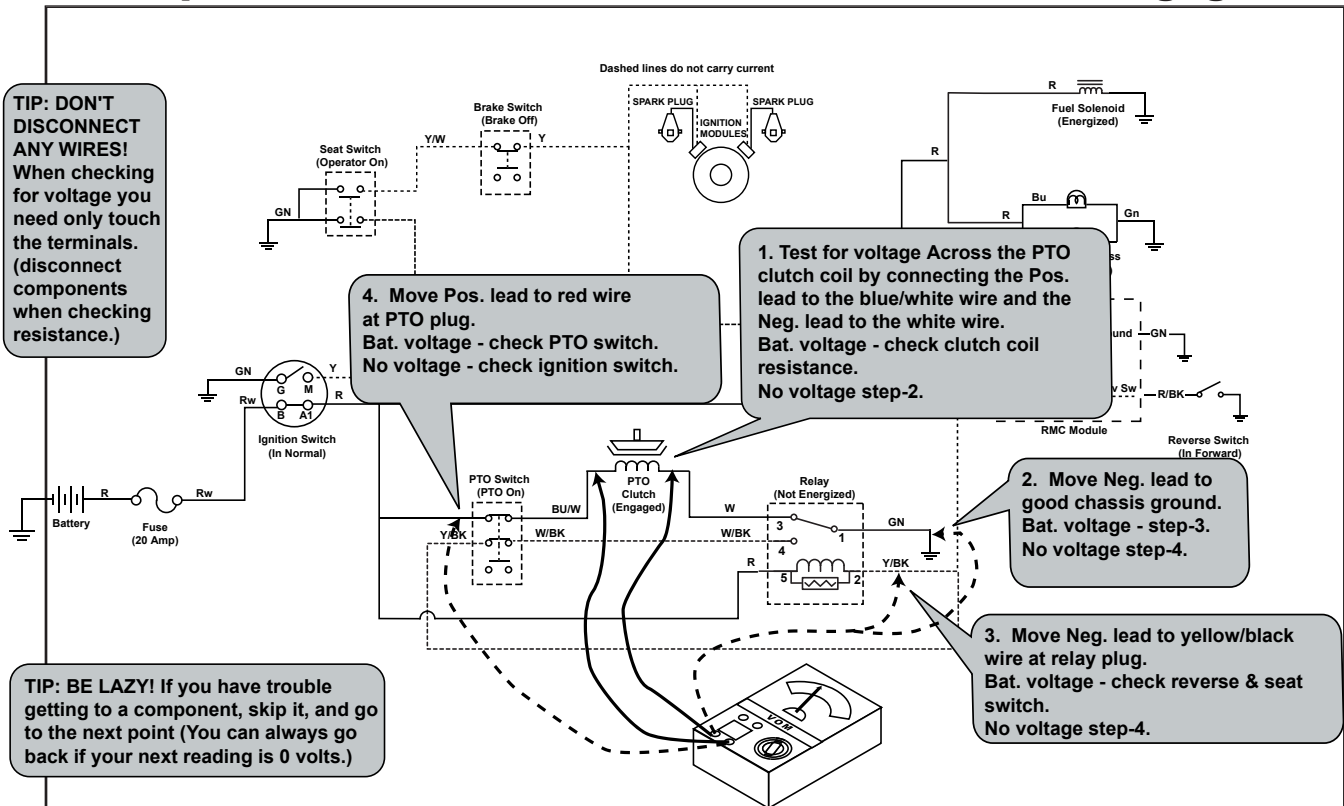 Dashed lines do not carry current
TIP: DON'T
DISCONNECT
ANY WIRES!
When checking
for voltage you
need only touch
the terminals.
(disconnect
components
when checking
resistance.)
Brake Switch
(Brake Off)
Y/W
Y
Seat Switch
(Operator On)
GN
SPARK PLUG
SPARK PLUG
IGNITION
MODULES
R
Fuel Solenoid
(Energized)
R
Bu
R
Gn
ss
1. Test for voltage Across the PTO
clutch coil by connecting the Pos.
lead to the blue/white wire and the
Neg. lead to the white wire.
Bat. voltage - check clutch coil
resistance.
No voltage step-2.
4. Move Pos. lead to red wire
at PTO plug.
Bat. voltage - check PTO switch.
No voltage - check ignition switch.
und
GN
v Sw
R/BK
RMC Module
Reverse Switch
(In Forward)
GN
G
M
Y
R
Rw
B
A1
Ignition Switch
(In Normal)
R
Rw
Battery
Fuse
(20 Amp)
PTO Switch
(PTO On)
BU/W
PTO
Clutch
(Engaged)
W
Relay
(Not Energized)
3
1
GN
Y/BK
W/BK
W/BK
4
R
5
2
Y/BK
2. Move Neg. lead to
good chassis ground.
Bat. voltage - step-3.
No voltage step-4.
3. Move Neg. lead to yellow/black
wire at relay plug.
Bat. voltage - check reverse & seat
switch.
No voltage step-4.
TIP: BE LAZY! If you have trouble
getting to a component, skip it, and go
to the next point (You can always go
back if your next reading is 0 volts.)
VOM